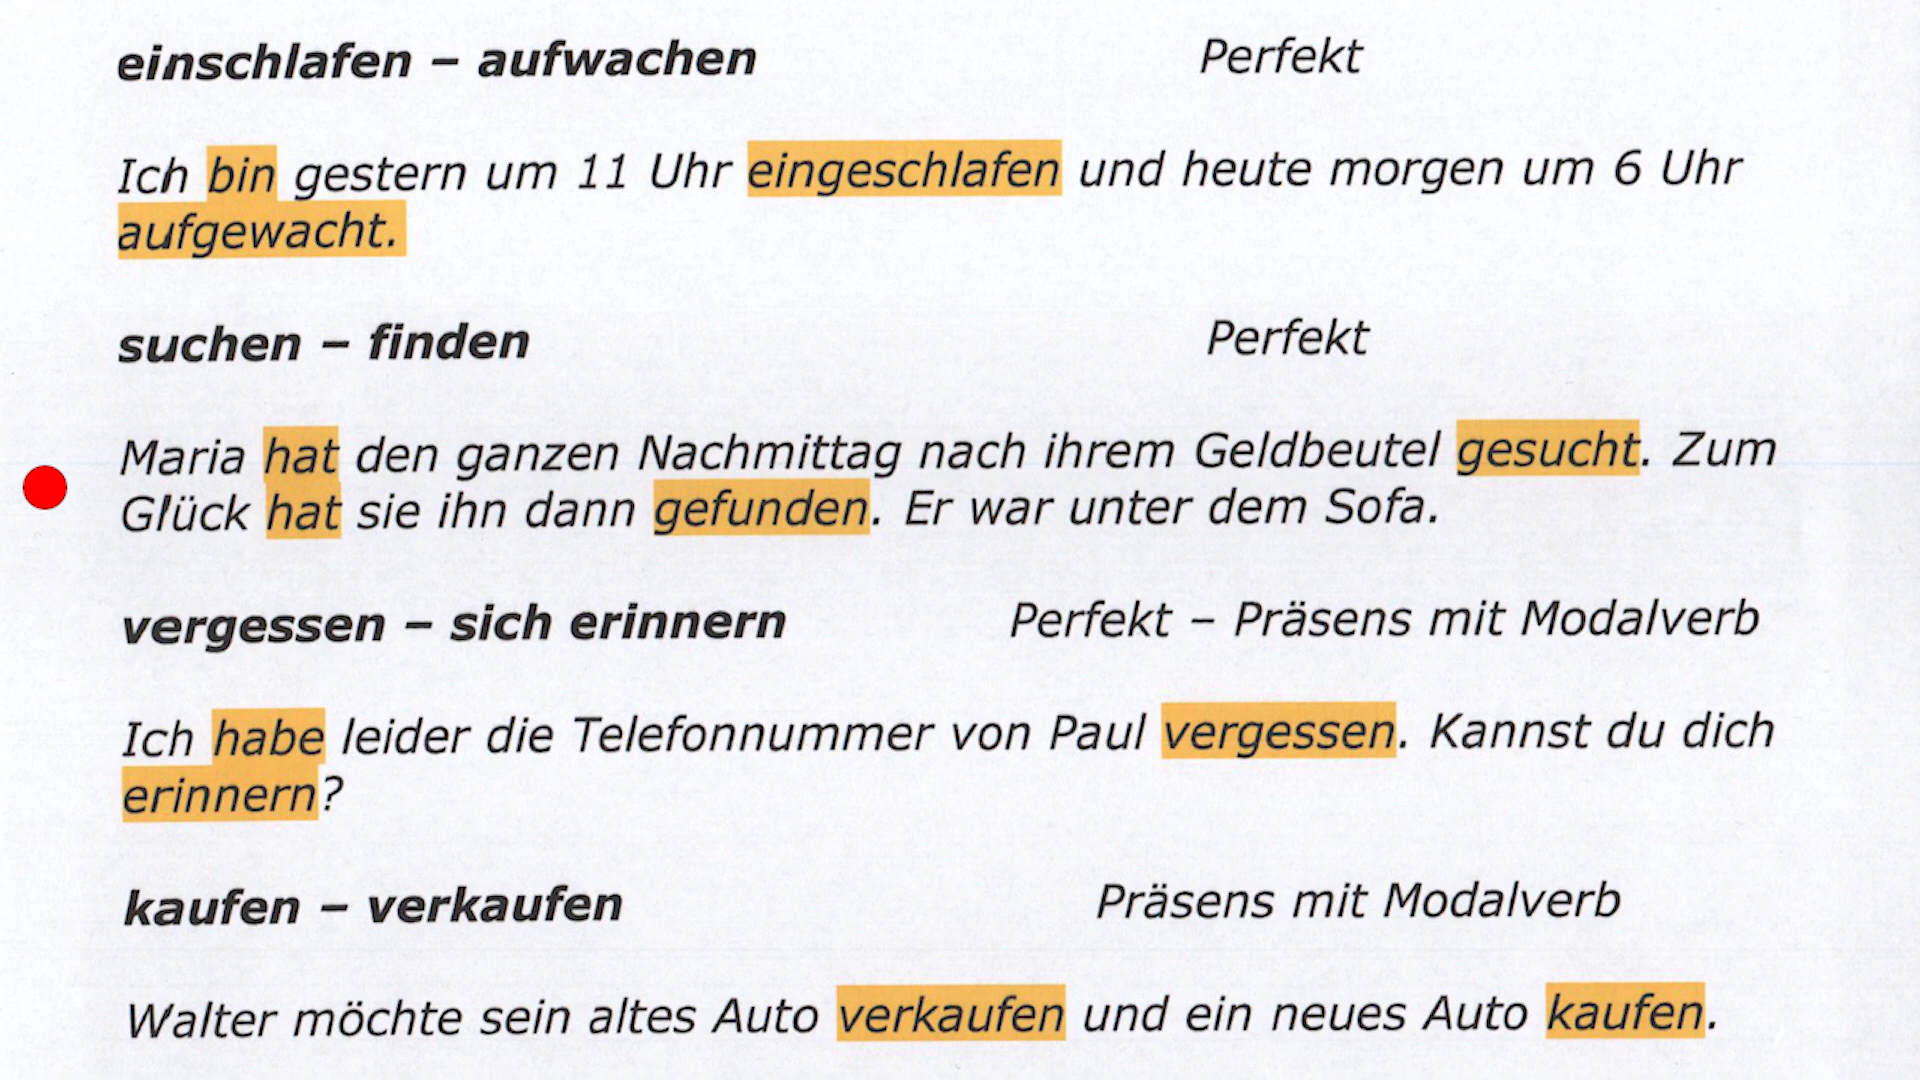 einschlafen – aufwachen Perfekt
Ich bin gestern um 11 Uhr eingeschlafen und heute morgen um 6 Uhr
aufgewacht.
suchen – finden Perfekt
Maria hat den ganzen Nachmittag nach ihrem Geldbeutel gesucht. Zum
Glück hat sie ihn dann gefunden. Er war unter dem Sofa.
vergessen – sich erinnern Perfekt – Präsens mit Modalverb
Ich habe leider die Telefonnummer von Paul vergessen. Kannst du dich
erinnern?
kaufen – verkaufen Präsens mit Modalverb
Walter möchte sein altes Auto verkaufen und ein neues Auto kaufen.